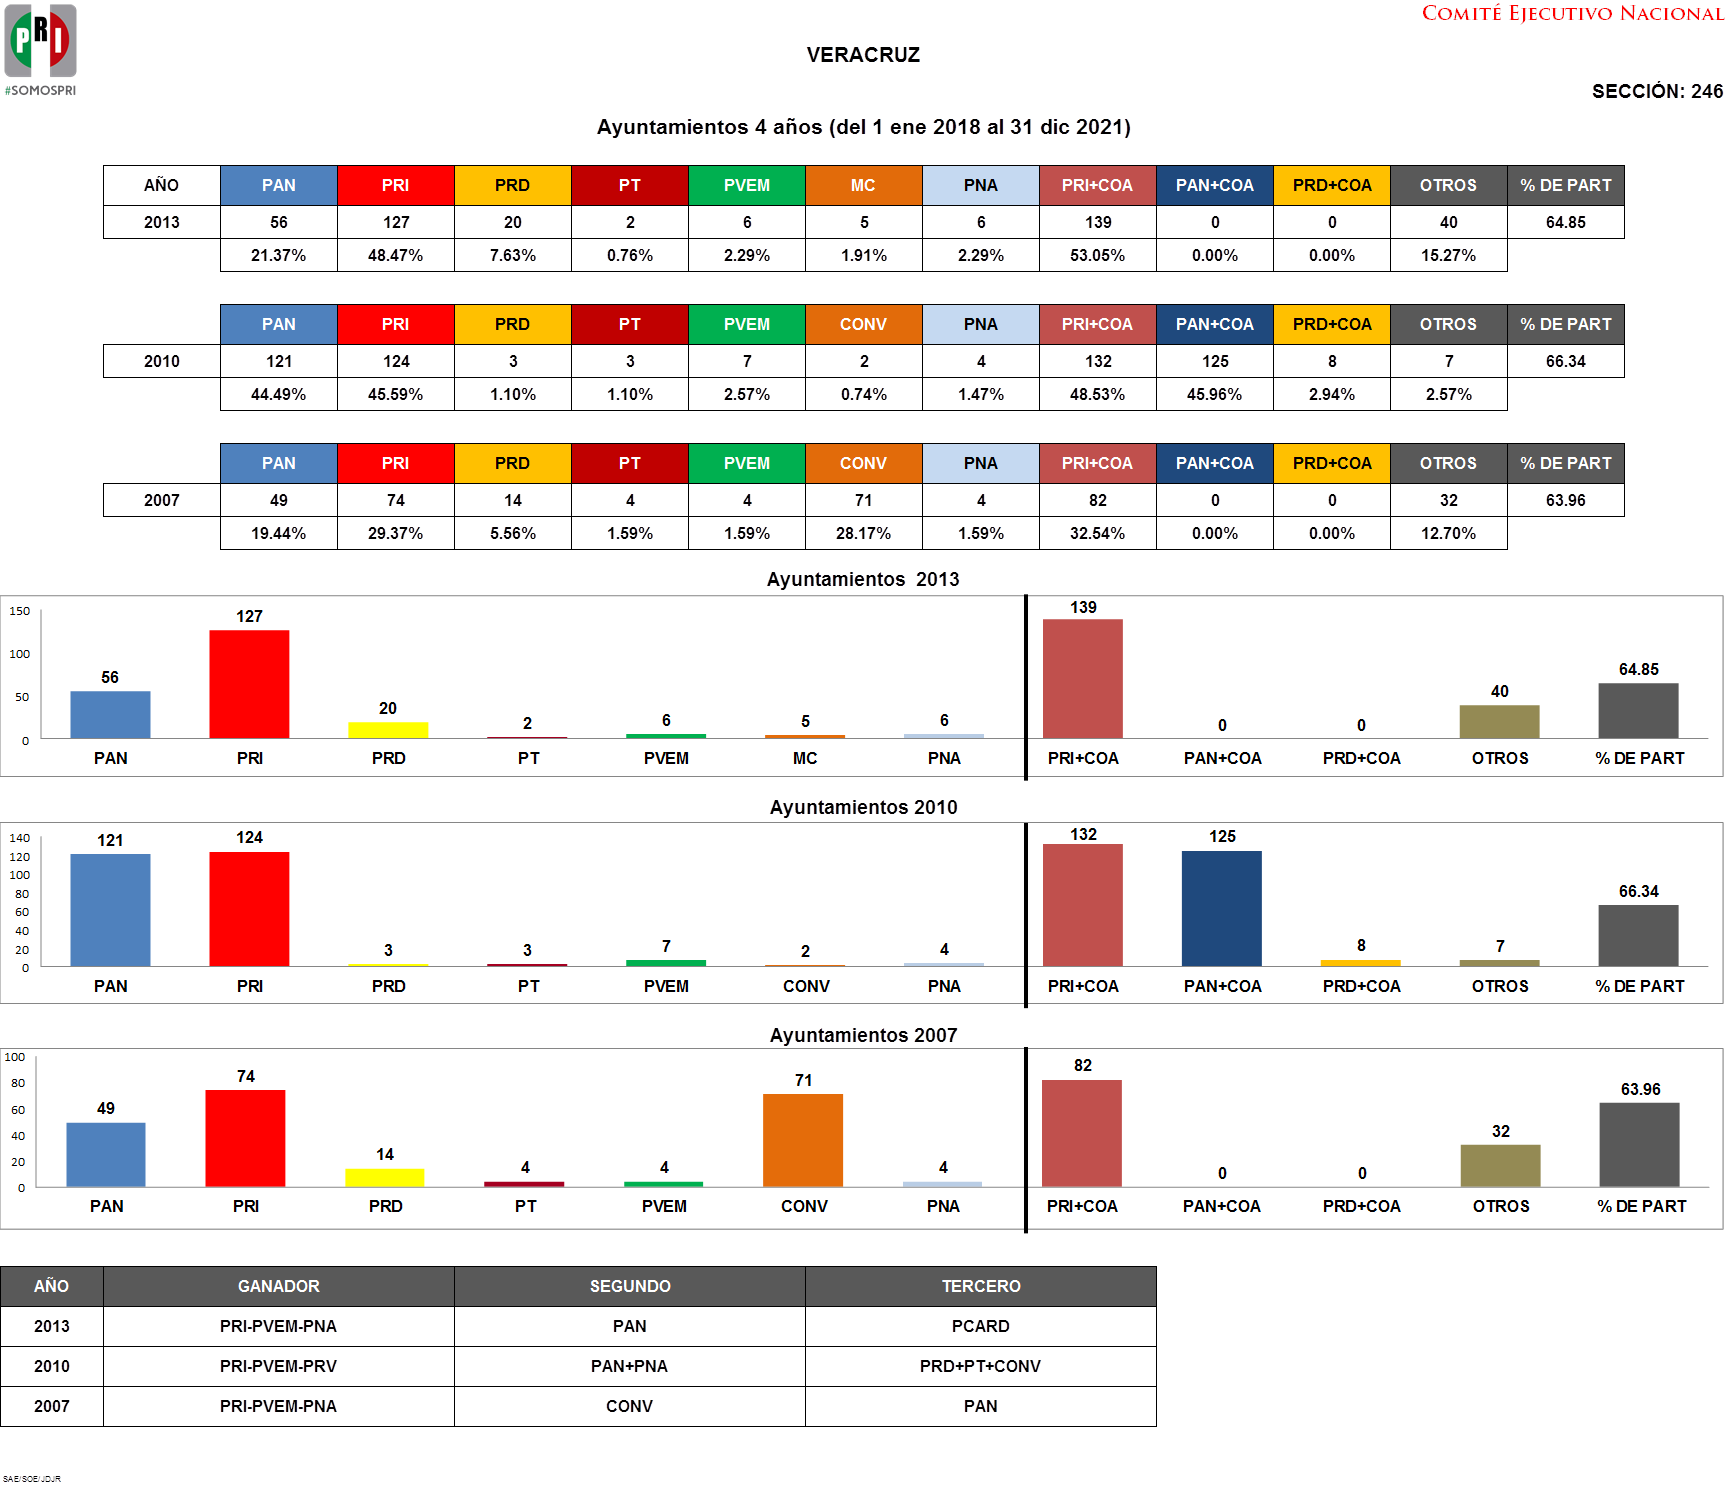 PRI
#SOMOSPRI
COMITÉ EJECUTIVO NACIONAL
VERACRUZ
SECCIÓN: 246
Ayuntamientos 4 años (del 1 ene 2018 al 31 dic 2021)
AÑO PAN PRI PRD PT PVEM MC PNA PRI+COA PAN+COA PRD+COA OTROS % DE PART
2013 56 127 20 2 6 5 6 139 0 0 40 64.85
21.37% 48.47% 7.63% 0.76% 2.29% 1.91% 2.29% 53.05% 0.00% 0.00% 15.27%
PAN PRI PRD PT PVEM CONV PNA PRI+COA PAN+COA PRD+COA OTROS % DE PART
2010 121 124 3 3 7 2 4 132 125 8 7 66.34
44.49% 45.59% 1.10% 1.10% 2.57% 0.74% 1.47% 48.53% 45.96% 2.94% 2.57%
PAN PRI PRD PT PVEM CONV PNA PRI+COA PAN+COA PRD+COA OTROS % DE PART
2007 49 74 14 4 4 71 4 82 0 0 32 63.96
19.44% 29.37% 5.56% 1.59% 1.59% 28.17% 1.59% 32.54% 0.00% 0.00% 12.70%
Ayuntamientos 2013
150
100
50
0
56 127 20 2 6 5 6 139 0 0 40 64.85
PAN PRI PRD PT PVEM MC PNA PRI+COA PAN+COA PRD+COA OTROS % DE PART
Ayuntamientos 2010
140
120
100
80
60
40
20
0
121 124 3 3 7 2 4 132 125 8 7 66.34
PAN PRI PRD PT PVEM CONV PNA PRI+COA PAN+COA PRD+COA OTROS % DE PART
Ayuntamientos 2007
100
80
60
40
20
0
49 74 14 4 4 71 4 82 0 0 32 63.96
PAN PRI PRD PT PVEM CONV PNA PRI+COA PAN+COA PRD+COA OTROS % DE PART
AÑO GANADOR SEGUNDO TERCERO
2013 PRI-PVEM-PNA PAN PCARD
2010 PRI-PVEM-PRV PAN+PNA PRD+PT+CONV
2007 PRI-PVEM-PNA CONV PAN
SAE/SOE/JDJR